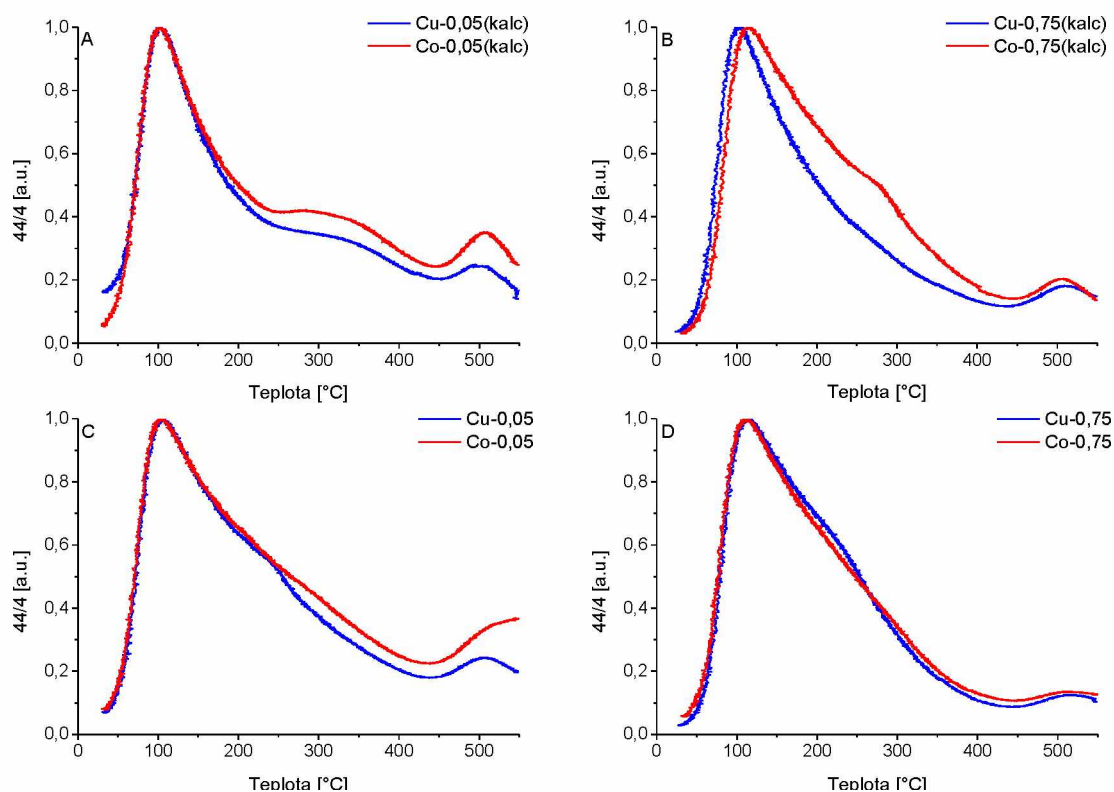 A
Cu-0,05(kalc)
Co-0,05(kalc)
1,0
0,8
0,6
0,4
0,2
0,0
44/4 [a.u.]
0 100 200 300 400 500
Teplota [°C]
B
Cu-0,75(kalc)
Co-0,75(kalc)
1,0
0,8
0,6
0,4
0,2
0,0
44/4 [a.u.]
0 100 200 300 400 500
Teplota [°C]
C
Cu-0,05
Co-0,05
1,0
0,8
0,6
0,4
0,2
0,0
44/4 [a.u.]
0 100 200 300 400 500
Teplota [°C]
D
Cu-0,75
Co-0,75
1,0
0,8
0,6
0,4
0,2
0,0
44/4 [a.u.]
0 100 200 300 400 500
Teplota [°C]